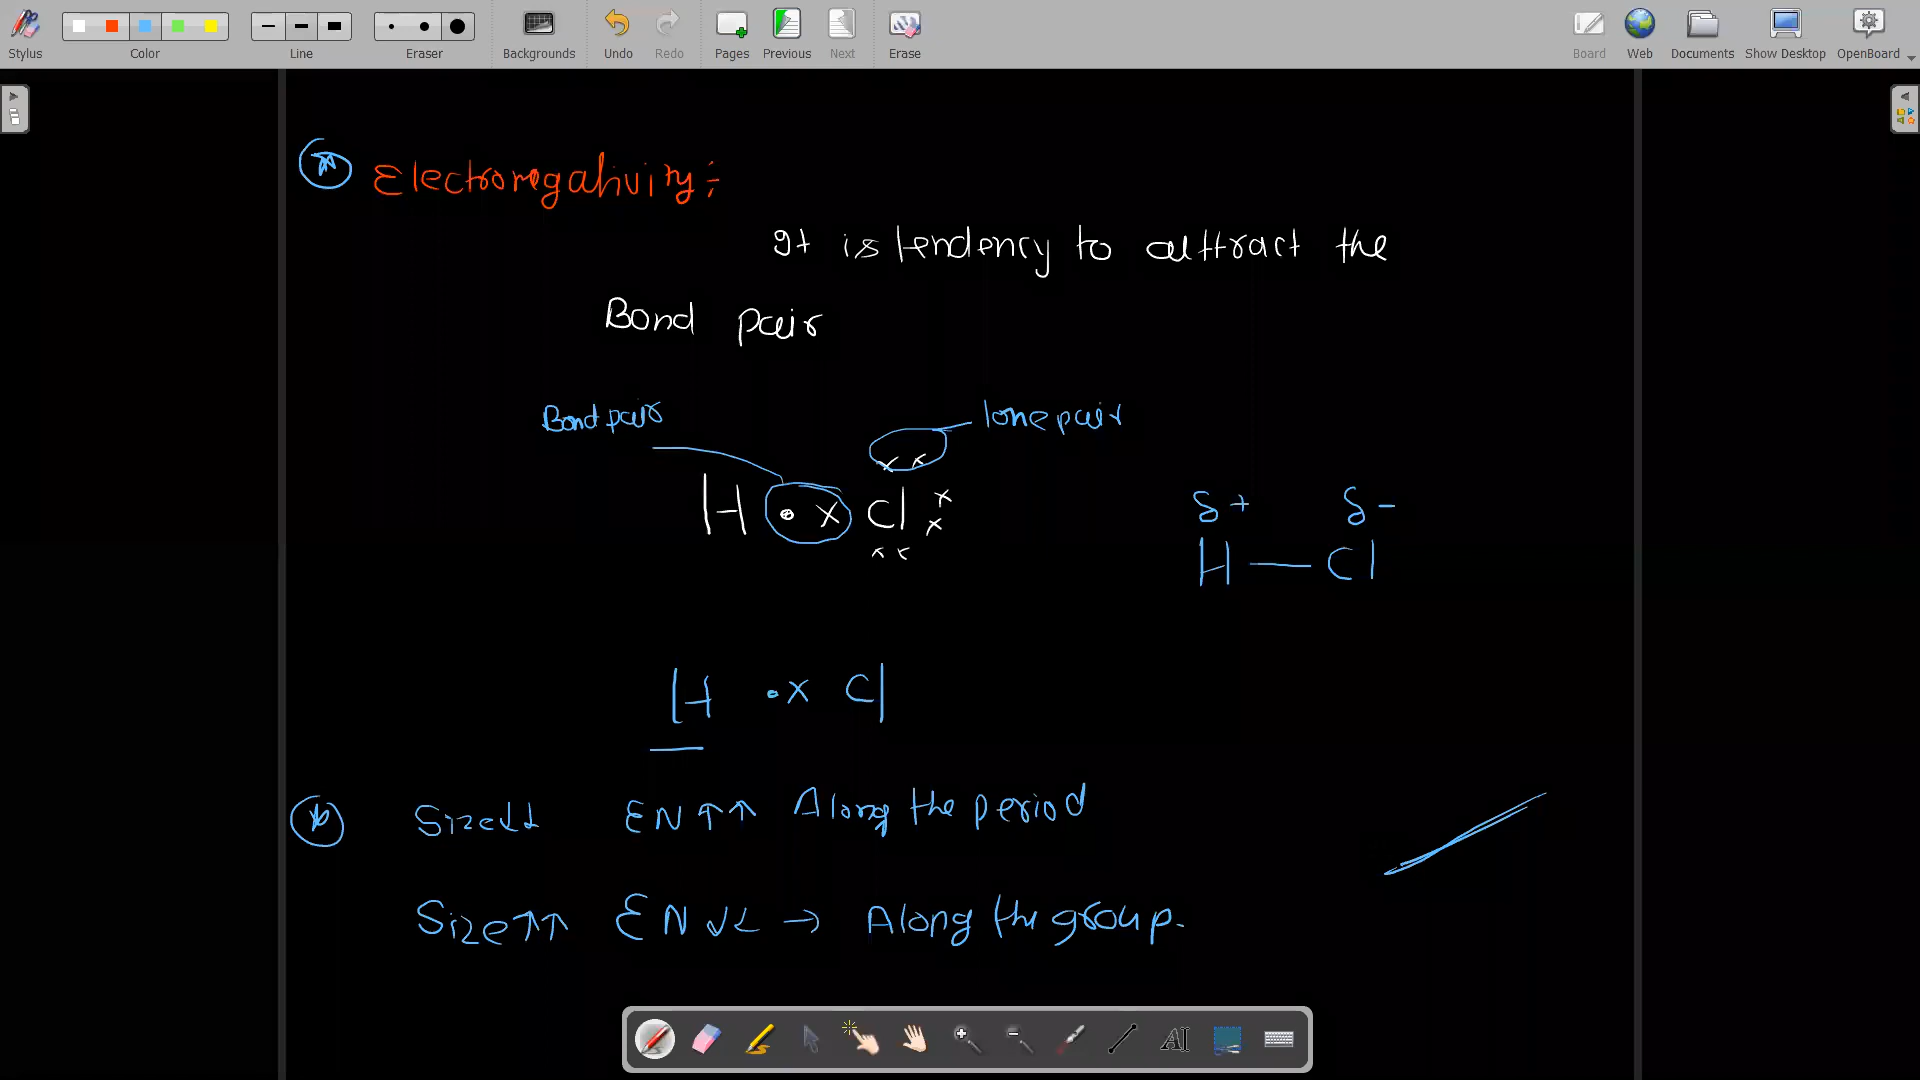 Stylus Color Line Eraser Backgrounds Undo Redo Pages Previous Next Erase Board Web Documents Show Desktop OpenBoard
Electronegativity :-
It is tendency to attract the
Bond pair
Bond pair
lone pair
x x
H • x Cl x
x
x x
δ+ δ-
H — Cl
H •x Cl
Size↓↓ EN↑↑ Along the period
Size↑↑ EN↓↓ → Along the group.